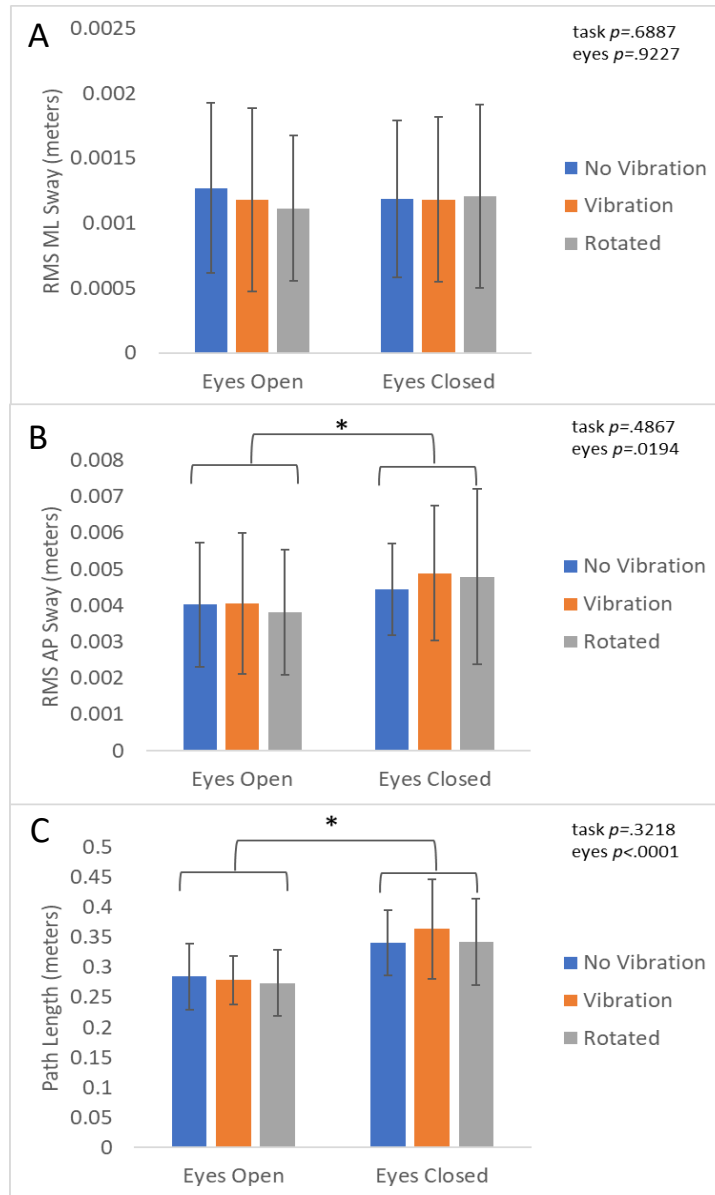 A
task p=.6887
eyes p=.9227
RMS ML Sway (meters)
0.0025
0.002
0.0015
0.001
0.0005
0
Eyes Open
Eyes Closed
No Vibration
Vibration
Rotated
B
*
task p=.4867
eyes p=.0194
RMS AP Sway (meters)
0.008
0.007
0.006
0.005
0.004
0.003
0.002
0.001
0
Eyes Open
Eyes Closed
No Vibration
Vibration
Rotated
C
*
task p=.3218
eyes p<.0001
Path Length (meters)
0.5
0.45
0.4
0.35
0.3
0.25
0.2
0.15
0.1
0.05
0
Eyes Open
Eyes Closed
No Vibration
Vibration
Rotated